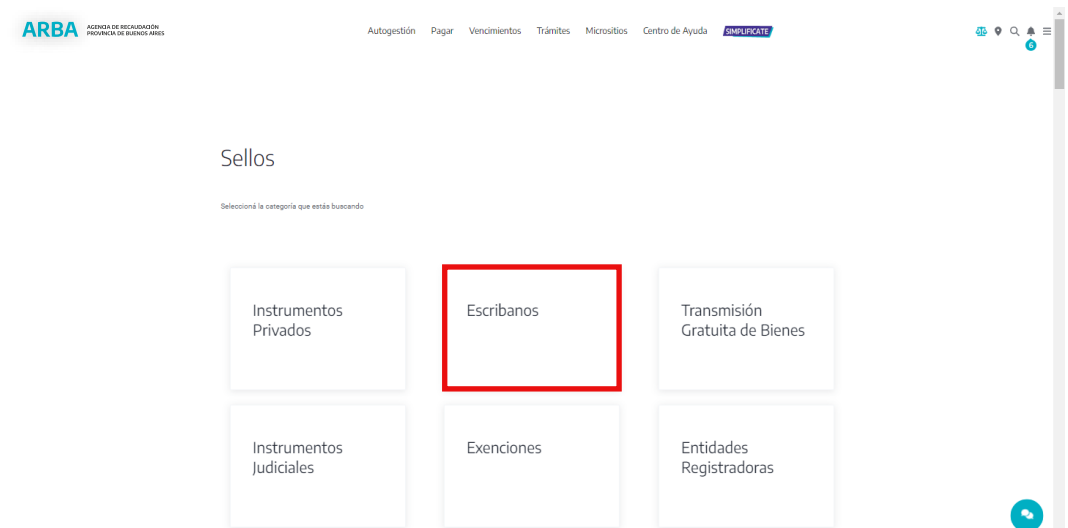 ARBA AGENCIA DE RECAUDACIÓN
PROVINCIA DE BUENOS AIRES
Autogestión Pagar Vencimientos Trámites Micrositios Centro de Ayuda SIMPLIFICATE
6
Sellos
Seleccioná la categoría que estás buscando
Instrumentos
Privados
Escribanos
Transmisión
Gratuita de Bienes
Instrumentos
Judiciales
Exenciones
Entidades
Registradoras